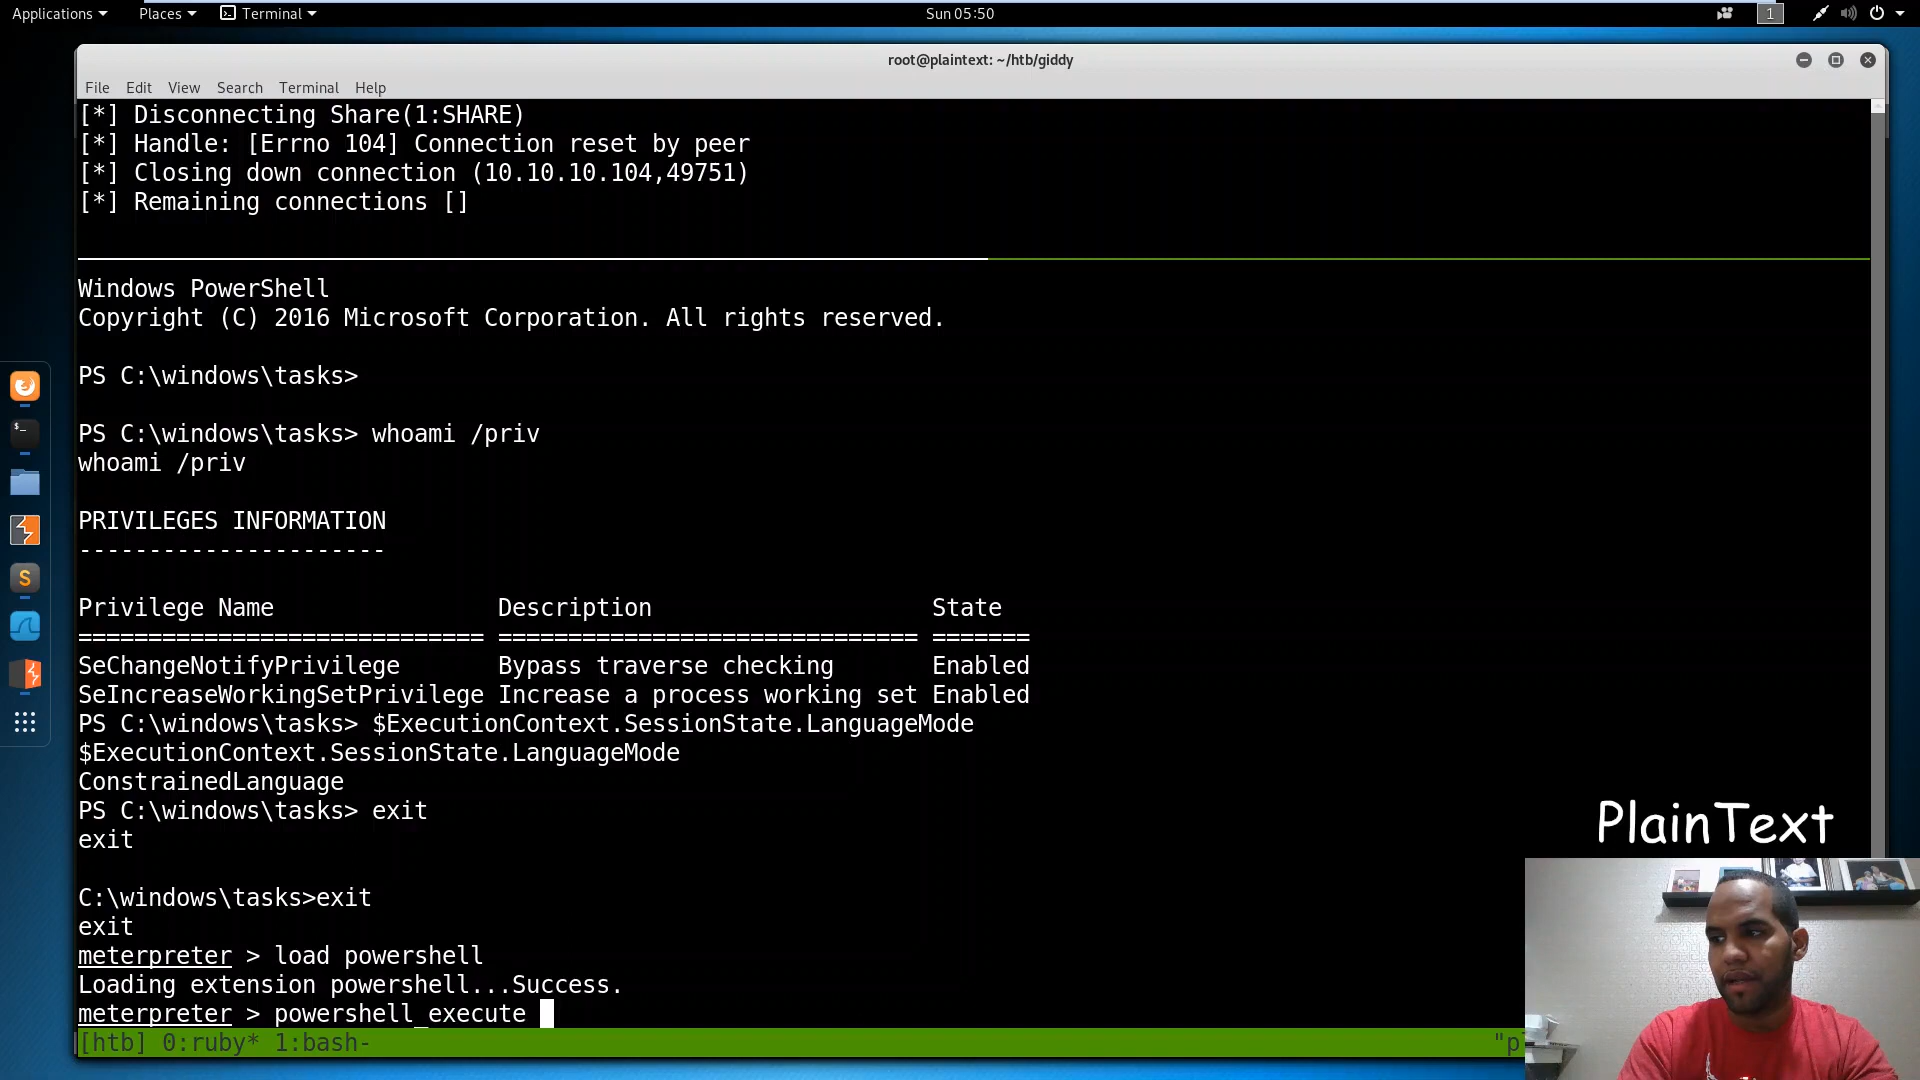 Applications Places Terminal Sun 05:50 1
root@plaintext: ~/htb/giddy
File Edit View Search Terminal Help
[*] Disconnecting Share(1:SHARE)
[*] Handle: [Errno 104] Connection reset by peer
[*] Closing down connection (10.10.10.104,49751)
[*] Remaining connections []
Windows PowerShell
Copyright (C) 2016 Microsoft Corporation. All rights reserved.
PS C:\windows\tasks>
PS C:\windows\tasks> whoami /priv
whoami /priv
PRIVILEGES INFORMATION
----------------------
Privilege Name Description State
============================= ============================== =======
SeChangeNotifyPrivilege Bypass traverse checking Enabled
SeIncreaseWorkingSetPrivilege Increase a process working set Enabled
PS C:\windows\tasks> $ExecutionContext.SessionState.LanguageMode
$ExecutionContext.SessionState.LanguageMode
ConstrainedLanguage
PS C:\windows\tasks> exit
exit
C:\windows\tasks>exit
exit
meterpreter > load powershell
Loading extension powershell...Success.
meterpreter > powershell_execute
[htb] 0:ruby* 1:bash- "p
PlainText